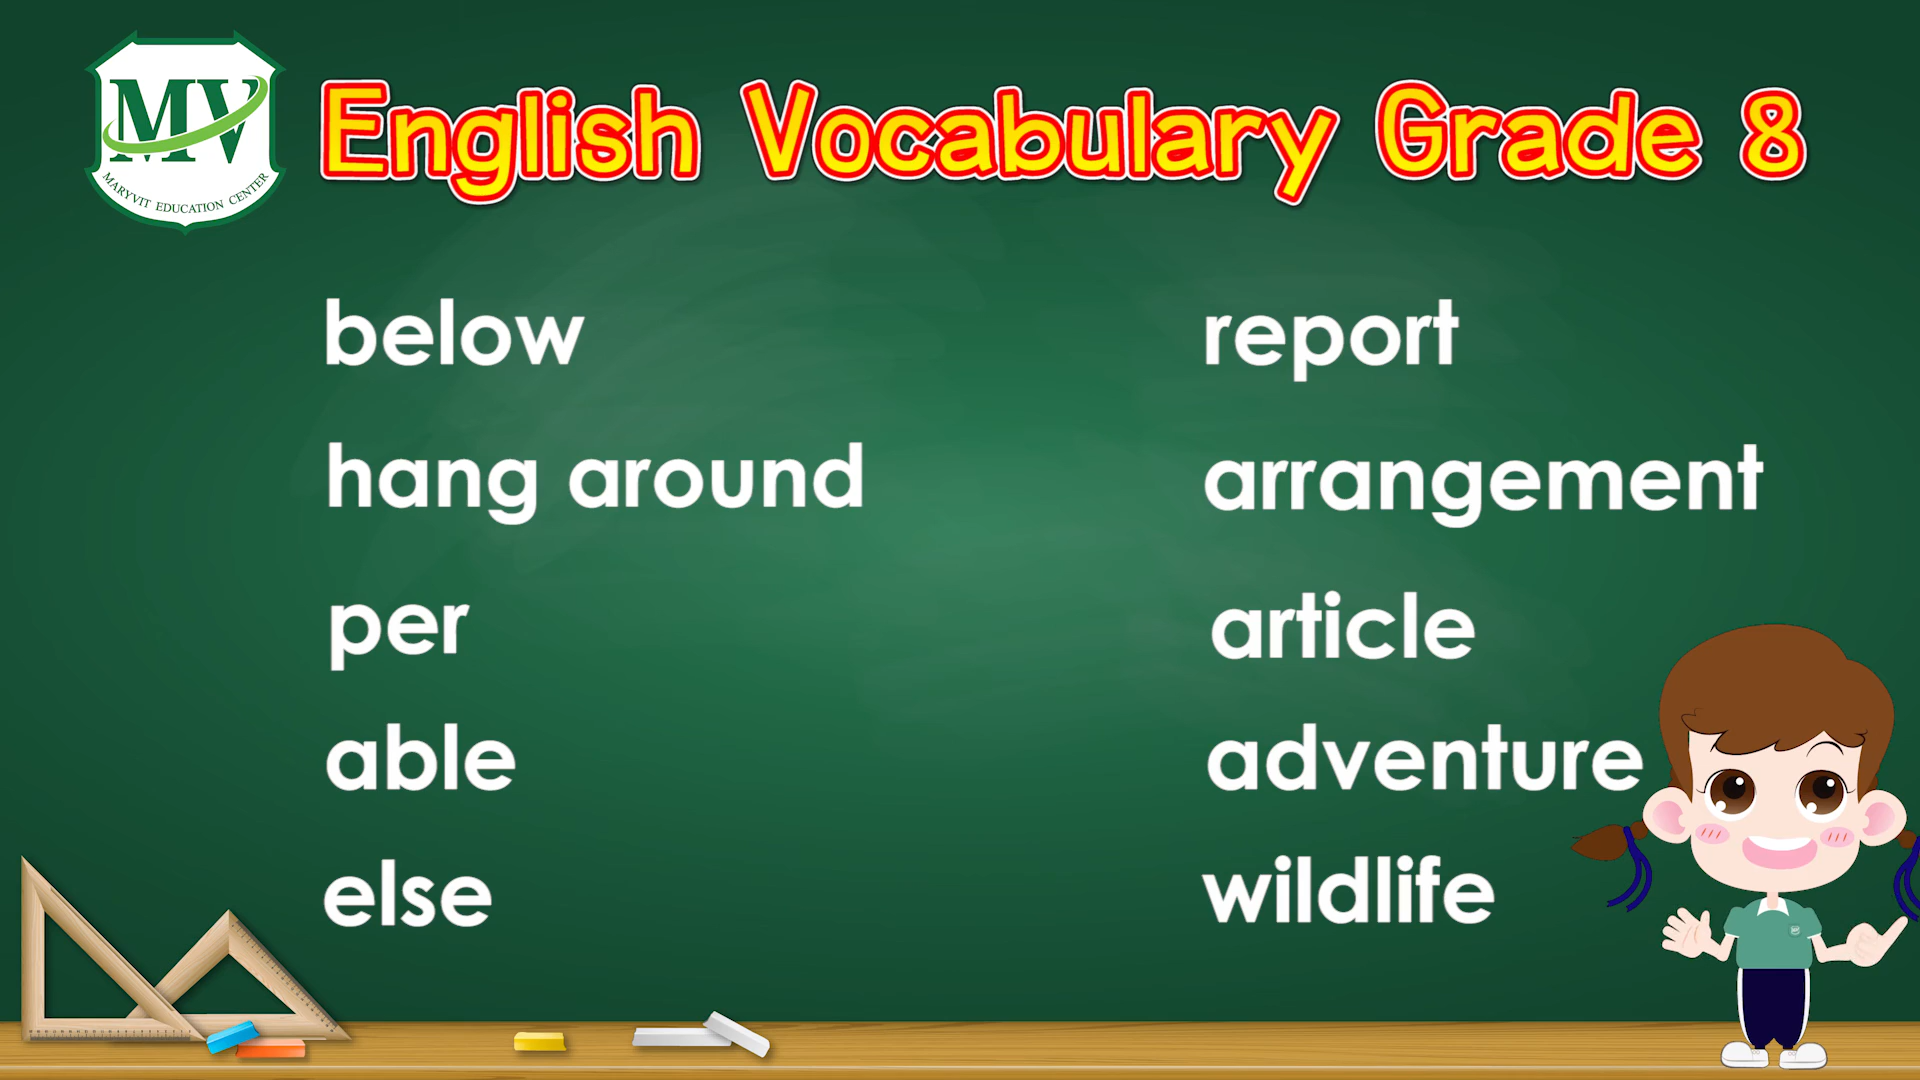 MV
MARYVIT EDUCATION CENTER
English Vocabulary Grade 8
below
hang around
per
able
else
report
arrangement
article
adventure
wildlife